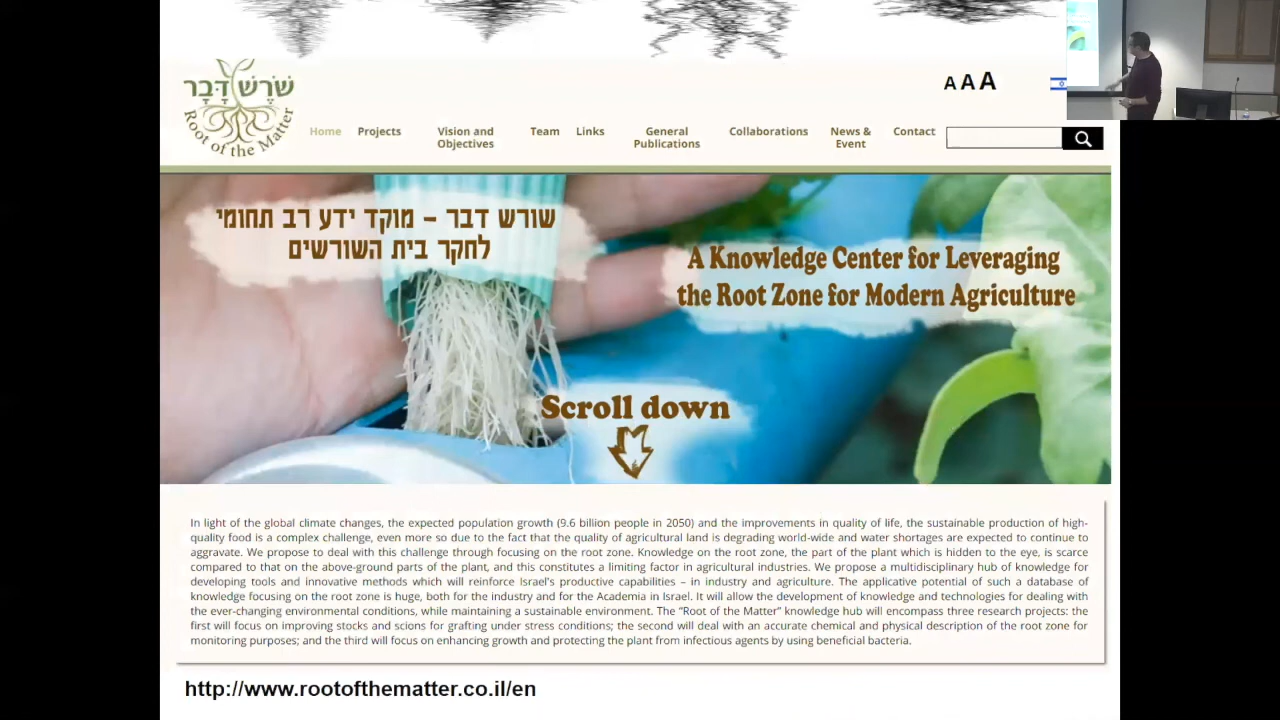 שֹׁרֶשׁ דָּבָר
Root of the Matter
A A A
Home
Projects
Vision and
Objectives
Team
Links
General
Publications
Collaborations
News &
Event
Contact
שורש דבר – מוקד ידע רב תחומי
לחקר בית השורשים
A Knowledge Center for Leveraging
the Root Zone for Modern Agriculture
Scroll down
In light of the global climate changes, the expected population growth (9.6 billion people in 2050) and the improvements in quality of life, the sustainable production of high-
quality food is a complex challenge, even more so due to the fact that the quality of agricultural land is degrading world-wide and water shortages are expected to continue to
aggravate. We propose to deal with this challenge through focusing on the root zone. Knowledge on the root zone, the part of the plant which is hidden to the eye, is scarce
compared to that on the above-ground parts of the plant, and this constitutes a limiting factor in agricultural industries. We propose a multidisciplinary hub of knowledge for
developing tools and innovative methods which will reinforce Israel's productive capabilities – in industry and agriculture. The applicative potential of such a database of
knowledge focusing on the root zone is huge, both for the industry and for the Academia in Israel. It will allow the development of knowledge and technologies for dealing with
the ever-changing environmental conditions, while maintaining a sustainable environment. The “Root of the Matter” knowledge hub will encompass three research projects: the
first will focus on improving stocks and scions for grafting under stress conditions; the second will deal with an accurate chemical and physical description of the root zone for
monitoring purposes; and the third will focus on enhancing growth and protecting the plant from infectious agents by using beneficial bacteria.
http://www.rootofthematter.co.il/en